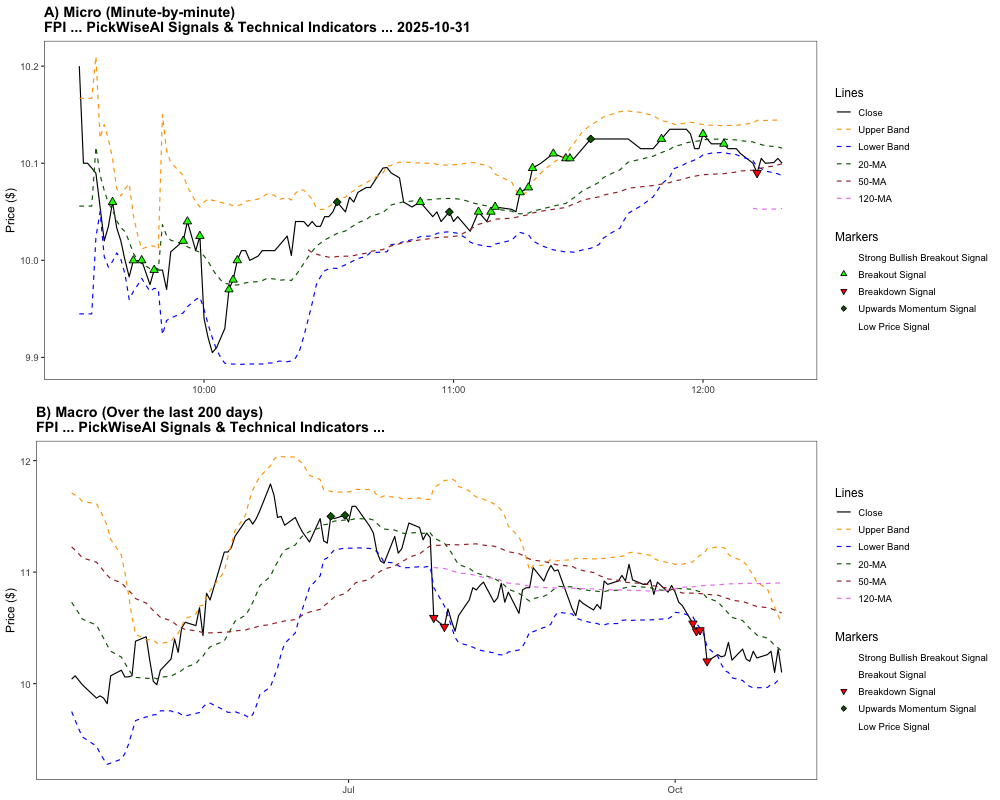 A) Micro (Minute-by-minute)
FPI ... PickWiseAI Signals & Technical Indicators ... 2025-10-31
Price ($)
10.2
10.1
10.0
9.9
10:00
11:00
12:00
Lines
Close
Upper Band
Lower Band
20-MA
50-MA
120-MA
Markers
Strong Bullish Breakout Signal
Breakout Signal
Breakdown Signal
Upwards Momentum Signal
Low Price Signal
B) Macro (Over the last 200 days)
FPI ... PickWiseAI Signals & Technical Indicators ...
Price ($)
12
11
10
Jul
Oct
Lines
Close
Upper Band
Lower Band
20-MA
50-MA
120-MA
Markers
Strong Bullish Breakout Signal
Breakout Signal
Breakdown Signal
Upwards Momentum Signal
Low Price Signal